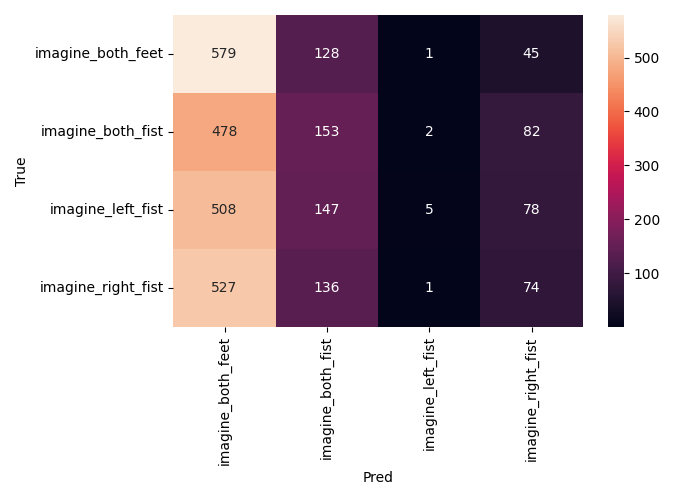 imagine_both_feet 579 128 1 45
imagine_both_fist 478 153 2 82
imagine_left_fist 508 147 5 78
imagine_right_fist 527 136 1 74
True
imagine_both_feet
imagine_both_fist
imagine_left_fist
imagine_right_fist
Pred
500
400
300
200
100